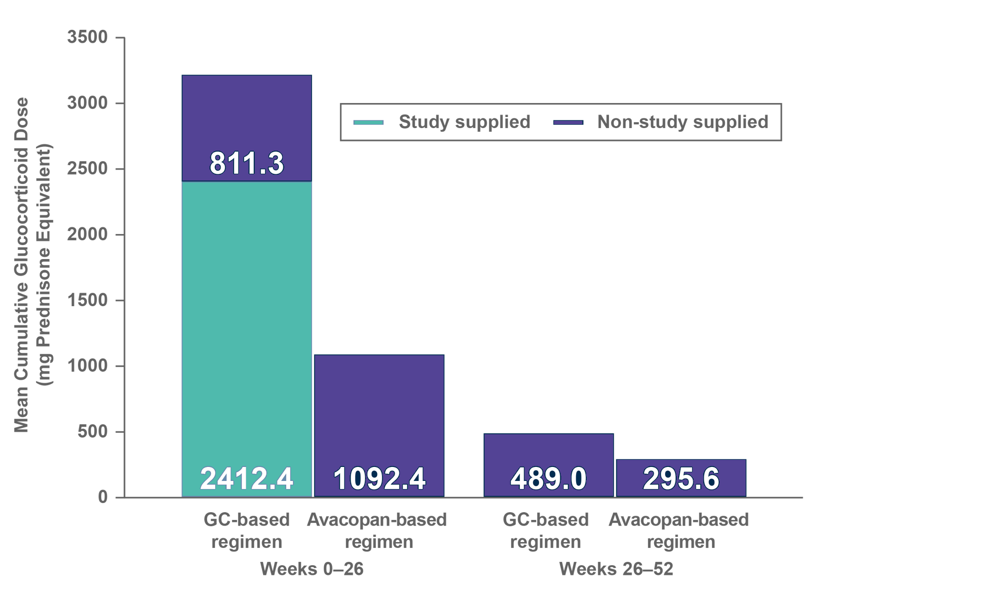 Mean Cumulative Glucocorticoid Dose
(mg Prednisone Equivalent)
3500
3000
2500
2000
1500
1000
500
0
Study supplied
Non-study supplied
811.3
2412.4
1092.4
489.0
295.6
GC-based
regimen
Avacopan-based
regimen
GC-based
regimen
Avacopan-based
regimen
Weeks 0–26
Weeks 26–52